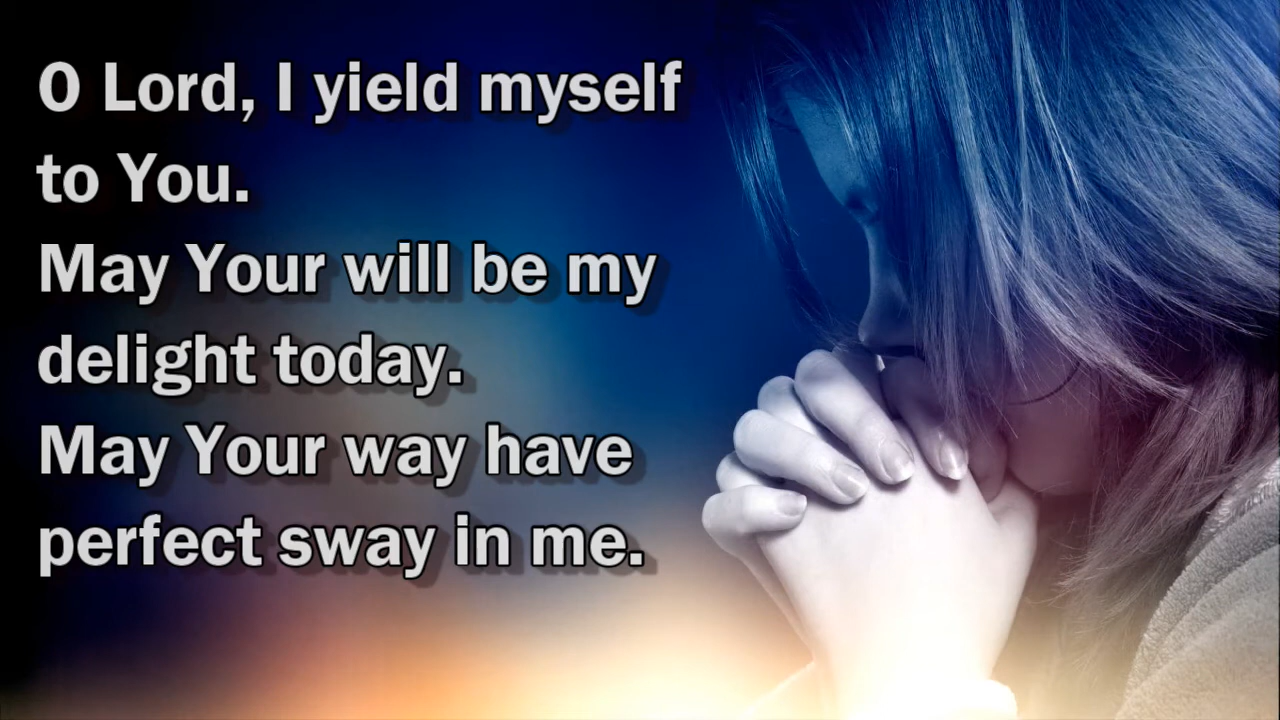 O Lord, I yield myself
to You.
May Your will be my
delight today.
May Your way have
perfect sway in me.